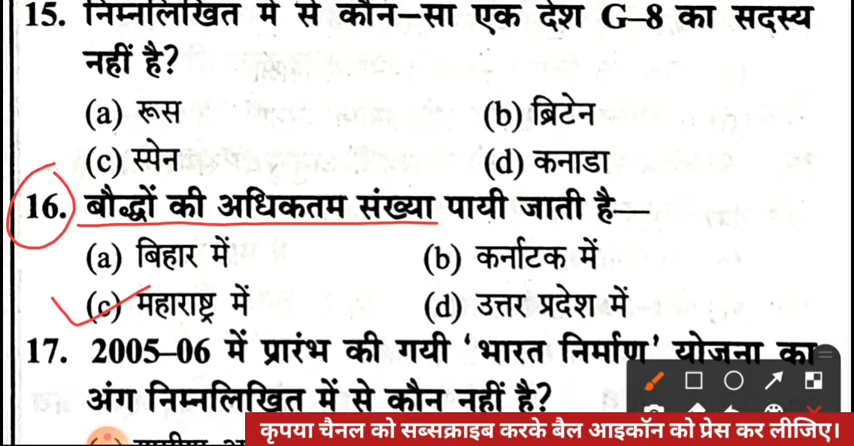 15. निम्नलिखित में से कौन-सा एक देश G-8 का सदस्य
नहीं है?
(a) रूस (b) ब्रिटेन
(c) स्पेन (d) कनाडा
16. बौद्धों की अधिकतम संख्या पायी जाती है—
(a) बिहार में (b) कर्नाटक में
(c) महाराष्ट्र में (d) उत्तर प्रदेश में
17. 2005-06 में प्रारंभ की गयी ‘भारत निर्माण’ योजना का
अंग निम्नलिखित में से कौन नहीं है?
कृपया चैनल को सब्सक्राइब करके बैल आइकॉन को प्रेस कर लीजिए।